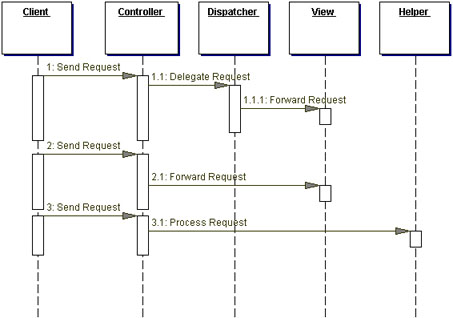 Client
Controller
Dispatcher
View
Helper
1: Send Request
1.1: Delegate Request
1.1.1: Forward Request
2: Send Request
2.1: Forward Request
3: Send Request
3.1: Process Request